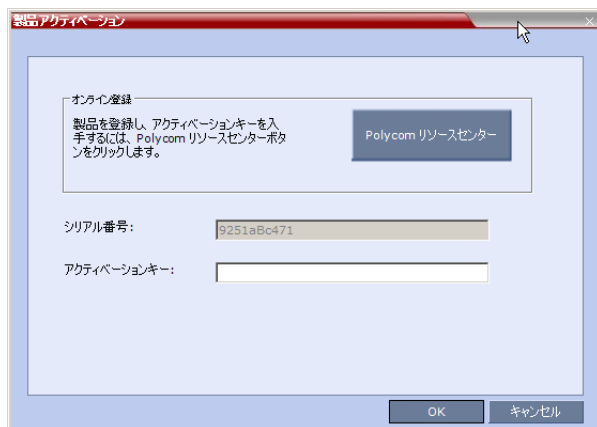 製品アクティベーション
オンライン登録
製品を登録し、アクティベーションキーを入
手するには、Polycom リソースセンターボタ
ンをクリックします。
Polycom リソースセンター
シリアル番号:
9251aBc471
アクティベーションキー:
OK
キャンセル